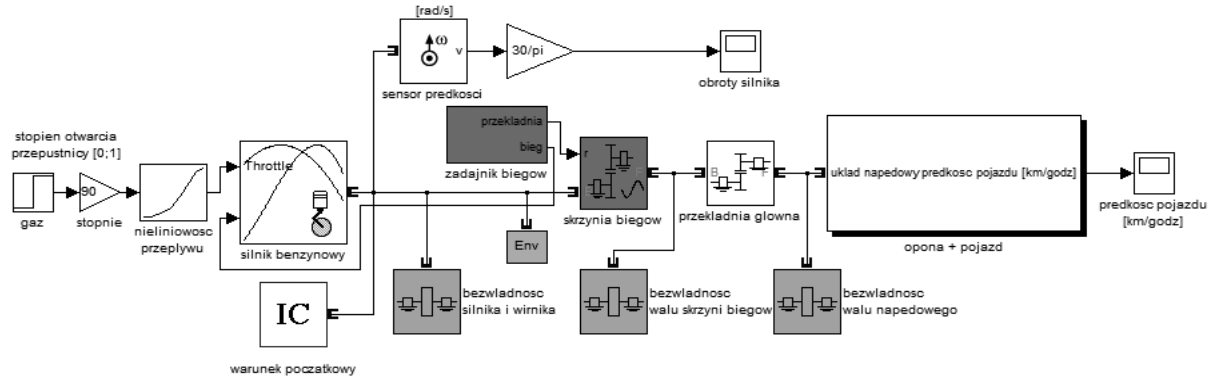 [rad/s]
ω
v
30/pi
sensor predkosci
obroty silnika
stopien otwarcia
przepustnicy [0;1]
gaz
90
stopnie
nieliniowosc
przeplywu
Throttle
silnik benzynowy
przekladnia
bieg
zadajnik biegow
r
F
skrzynia biegow
B
F
przekladnia glowna
uklad napedowy
predkosc pojazdu [km/godz]
opona + pojazd
predkosc pojazdu
[km/godz]
Env
IC
warunek poczatkowy
bezwladnosc
silnika i wirnika
bezwladnosc
walu skrzyni biegow
bezwladnosc
walu napedowego